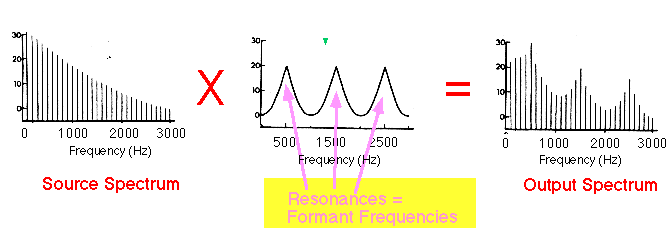 30
20
10
0
0 1000 2000 3000
Frequency (Hz)
Source Spectrum
X
30
20
10
0
500 1500 2500
Frequency (Hz)
Resonances =
Formant Frequencies
=
30
20
10
0
0 1000 2000 3000
Frequency (Hz)
Output Spectrum